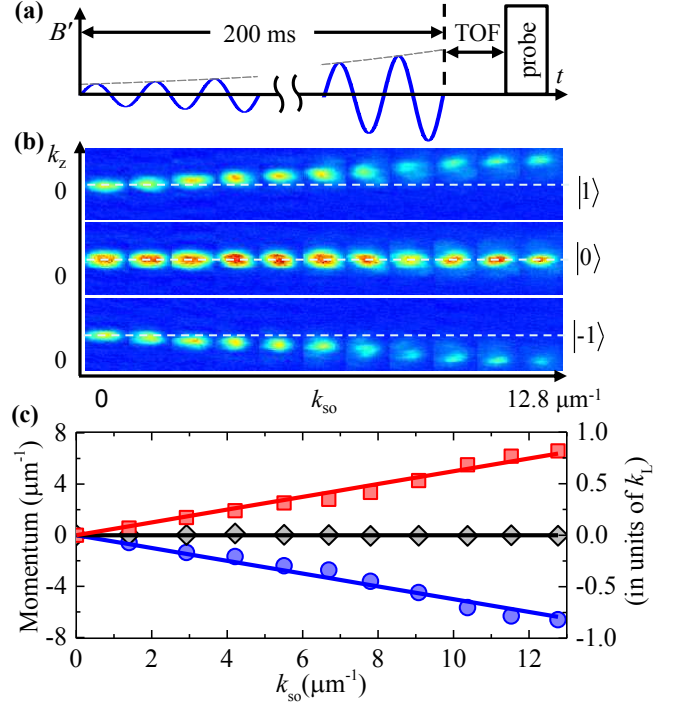 (a)
B′
200 ms
TOF
probe
t
(b)
k_z
0
|1⟩
0
|0⟩
0
|-1⟩
0
k_so
12.8 μm⁻¹
(c)
Momentum (μm⁻¹)
8
4
0
-4
-8
1.0
0.5
0.0
-0.5
-1.0
(in units of k_L)
0 2 4 6 8 10 12
k_so(μm⁻¹)